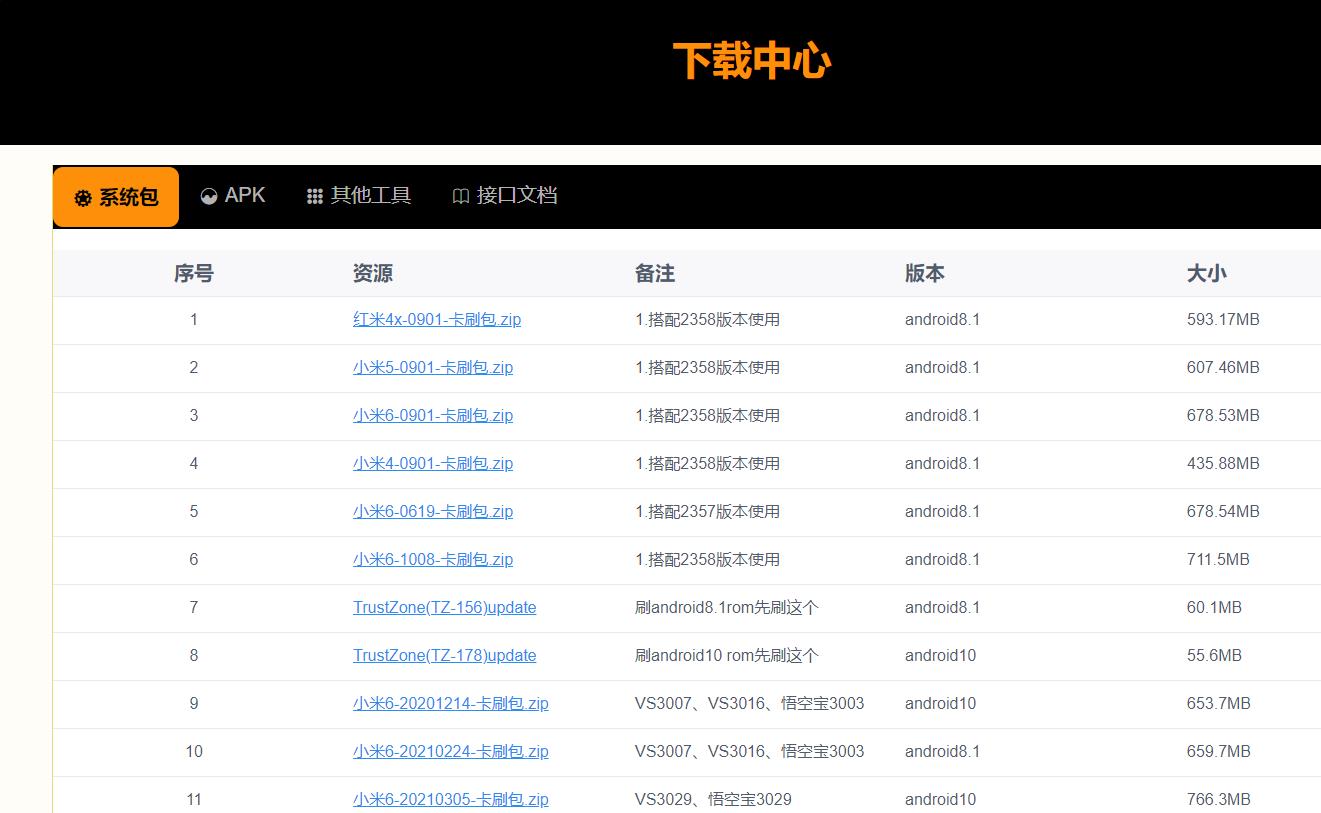 下载中心
系统包 APK 其他工具 接口文档
序号 资源 备注 版本 大小
1 红米4x-0901-卡刷包.zip 1.搭配2358版本使用 android8.1 593.17MB
2 小米5-0901-卡刷包.zip 1.搭配2358版本使用 android8.1 607.46MB
3 小米6-0901-卡刷包.zip 1.搭配2358版本使用 android8.1 678.53MB
4 小米4-0901-卡刷包.zip 1.搭配2358版本使用 android8.1 435.88MB
5 小米6-0619-卡刷包.zip 1.搭配2357版本使用 android8.1 678.54MB
6 小米6-1008-卡刷包.zip 1.搭配2358版本使用 android8.1 711.5MB
7 TrustZone(TZ-156)update 刷android8.1rom先刷这个 android8.1 60.1MB
8 TrustZone(TZ-178)update 刷android10 rom先刷这个 android10 55.6MB
9 小米6-20201214-卡刷包.zip VS3007、VS3016、悟空宝3003 android10 653.7MB
10 小米6-20210224-卡刷包.zip VS3007、VS3016、悟空宝3003 android8.1 659.7MB
11 小米6-20210305-卡刷包.zip VS3029、悟空宝3029 android10 766.3MB